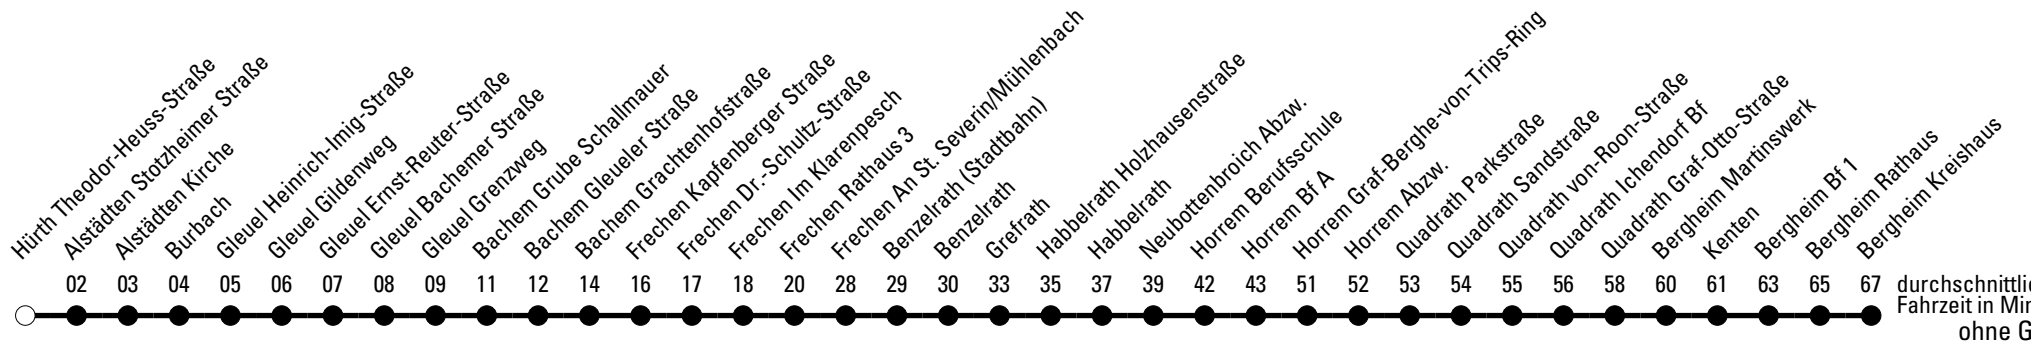 Hürth Theodor-Heuss-Straße
Alstädten Stotzheimer Straße
Alstädten Kirche
Burbach
Gleuel Heinrich-Imig-Straße
Gleuel Gildenweg
Gleuel Ernst-Reuter-Straße
Gleuel Bachemer Straße
Gleuel Grenzweg
Bachem Grube Schallmauer
Bachem Gleueler Straße
Bachem Grachtenhofstraße
Frechen Kapfenberger Straße
Frechen Dr.-Schultz-Straße
Frechen Im Klarenpesch
Frechen Rathaus 3
Frechen An St. Severin/Mühlenbach
Benzelrath (Stadtbahn)
Benzelrath
Grefrath
Habbelrath Holzhausenstraße
Habbelrath
Neubottenbroich Abzw.
Horrem Berufsschule
Horrem Bf A
Horrem Graf-Berghe-von-Trips-Ring
Horrem Abzw.
Quadrath Parkstraße
Quadrath Sandstraße
Quadrath von-Roon-Straße
Quadrath Ichendorf Bf
Quadrath Graf-Otto-Straße
Bergheim Martinswerk
Kenten
Bergheim Bf 1
Bergheim Rathaus
Bergheim Kreishaus
02 03 04 05 06 07 08 09 11 12 14 16 17 18 20 28 29 30 33 35 37 39 42 43 51 52 53 54 55 56 58 60 61 63 65 67 durchschnittlic
Fahrzeit in Min
ohne G